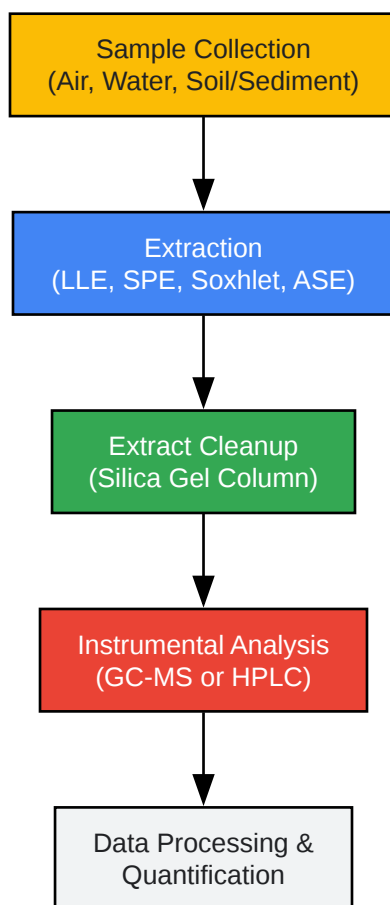 Sample Collection
(Air, Water, Soil/Sediment)
Extraction
(LLE, SPE, Soxhlet, ASE)
Extract Cleanup
(Silica Gel Column)
Instrumental Analysis
(GC-MS or HPLC)
Data Processing &
Quantification